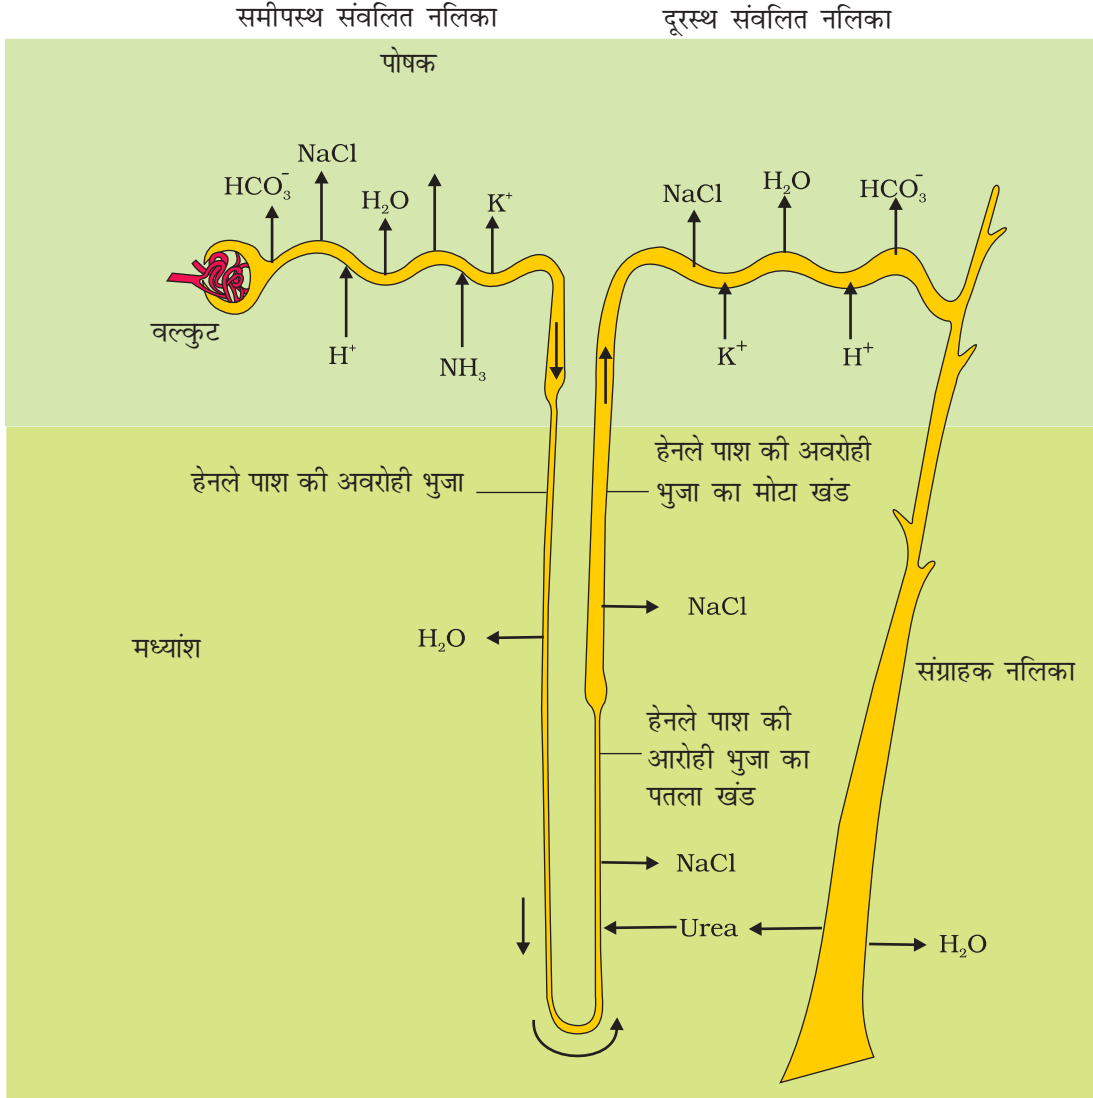 समीपस्थ संवलित नलिका
दूरस्थ संवलित नलिका
पोषक
NaCl
HCO₃⁻
H₂O
K⁺
NaCl
H₂O
HCO₃⁻
वल्कुट
H⁺
NH₃
K⁺
H⁺
हेनले पाश की अवरोही भुजा
हेनले पाश की अवरोही
भुजा का मोटा खंड
NaCl
H₂O
मध्यांश
संग्राहक नलिका
हेनले पाश की
आरोही भुजा का
पतला खंड
NaCl
Urea
H₂O